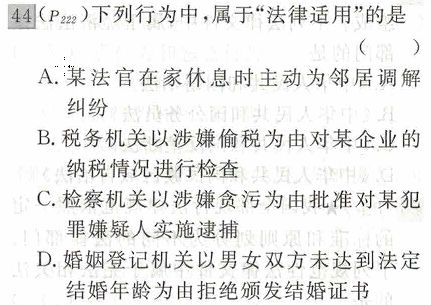 44(P₂₂₂)下列行为中,属于“法律适用”的是
( )
A. 某法官在家休息时主动为邻居调解
纠纷
B. 税务机关以涉嫌偷税为由对某企业的
纳税情况进行检查
C. 检察机关以涉嫌贪污为由批准对某犯
罪嫌疑人实施逮捕
D. 婚姻登记机关以男女双方未达到法定
结婚年龄为由拒绝颁发结婚证书